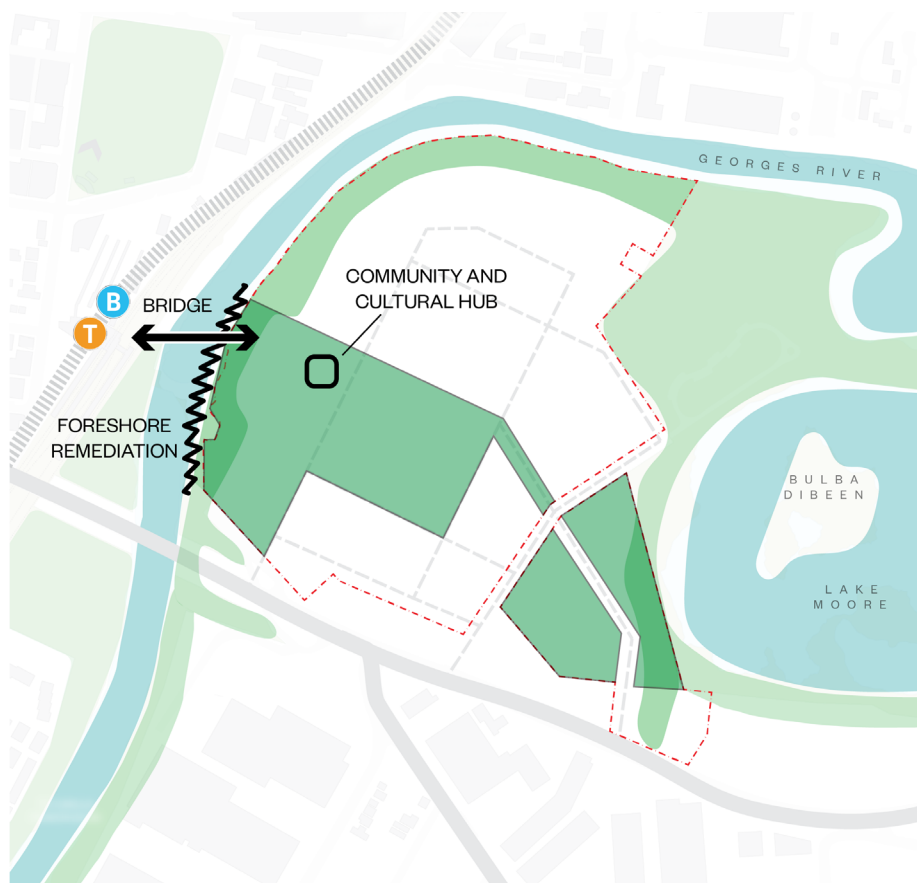 GEORGES RIVER
COMMUNITY AND
CULTURAL HUB
B
BRIDGE
T
FORESHORE
REMEDIATION
BULBA
DIBEEN
LAKE
MOORE